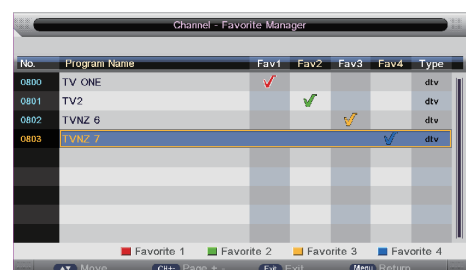 Channel - Favorite Manager
No. Program Name Fav1 Fav2 Fav3 Fav4 Type
0800 TV ONE dtv
0801 TV2 dtv
0802 TVNZ 6 dtv
0803 TVNZ 7 dtv
Favorite 1 Favorite 2 Favorite 3 Favorite 4
Move CH+- Page + - Exit Exit Menu Return